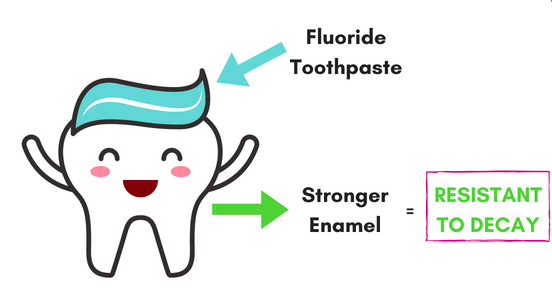 Fluoride
Toothpaste
Stronger
Enamel
=
RESISTANT
TO DECAY